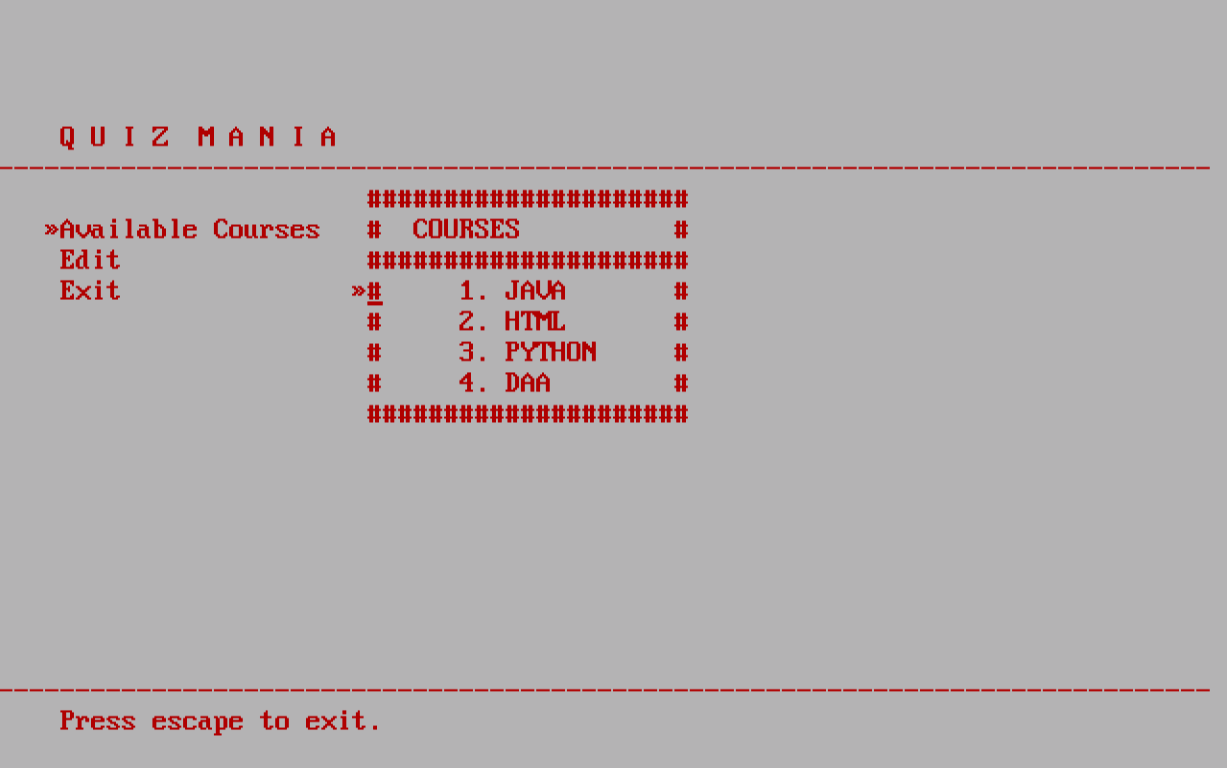 Q U I Z  M A N I A
-------------------------------------------------------------------------------
#####################
»Available Courses   #  COURSES          #
Edit                #####################
Exit               »#     1. JAVA       #
#     2. HTML       #
#     3. PYTHON     #
#     4. DAA        #
#####################
-------------------------------------------------------------------------------
Press escape to exit.